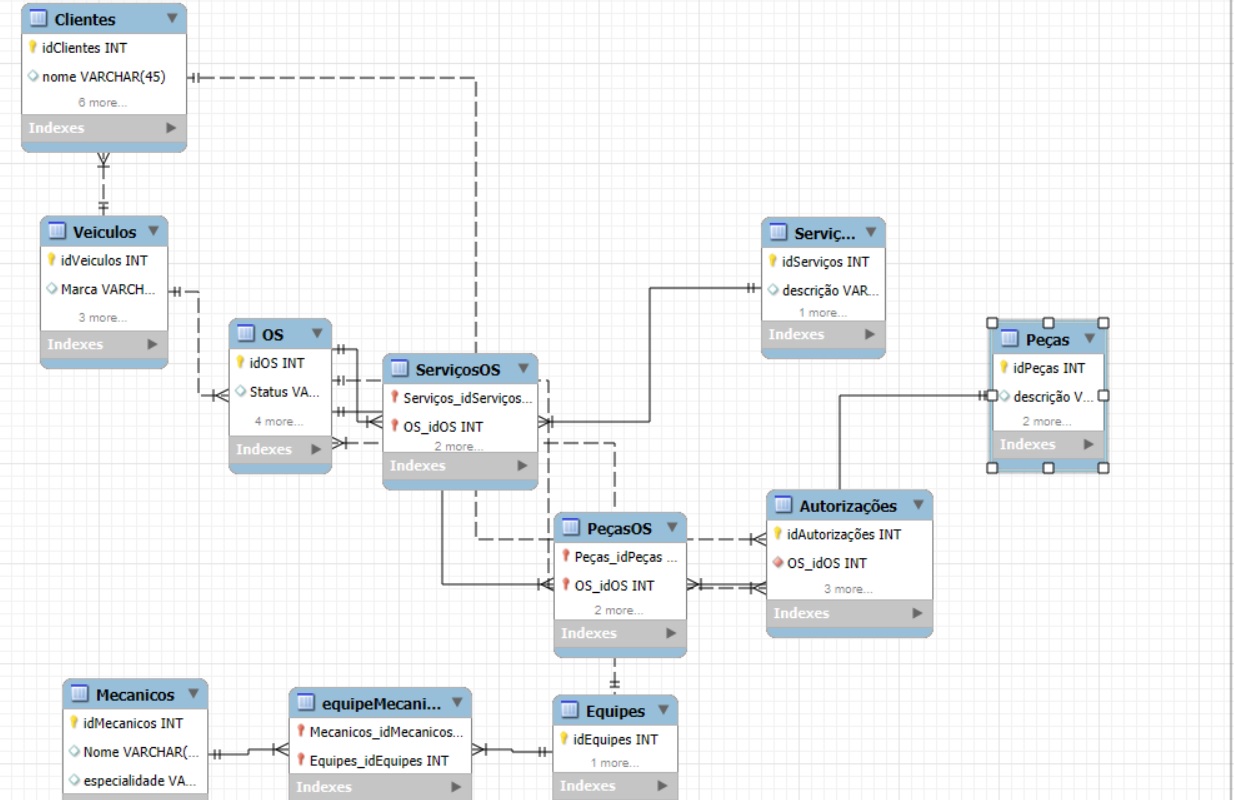 Clientes
idClientes INT
nome VARCHAR(45)
6 more...
Indexes
Veiculos
idVeiculos INT
Marca VARCH...
3 more...
Indexes
OS
idOS INT
Status VA...
4 more...
Indexes
ServiçosOS
Serviços_idServiços...
OS_idOS INT
2 more...
Indexes
Serviç...
idServiços INT
descrição VAR...
1 more...
Indexes
Peças
idPeças INT
descrição V...
2 more...
Indexes
PeçasOS
Peças_idPeças ...
OS_idOS INT
2 more...
Indexes
Autorizações
idAutorizações INT
OS_idOS INT
3 more...
Indexes
Mecanicos
idMecanicos INT
Nome VARCHAR(...
especialidade VA...
equipeMecani...
Mecanicos_idMecanicos...
Equipes_idEquipes INT
Indexes
Equipes
idEquipes INT
1 more...
Indexes